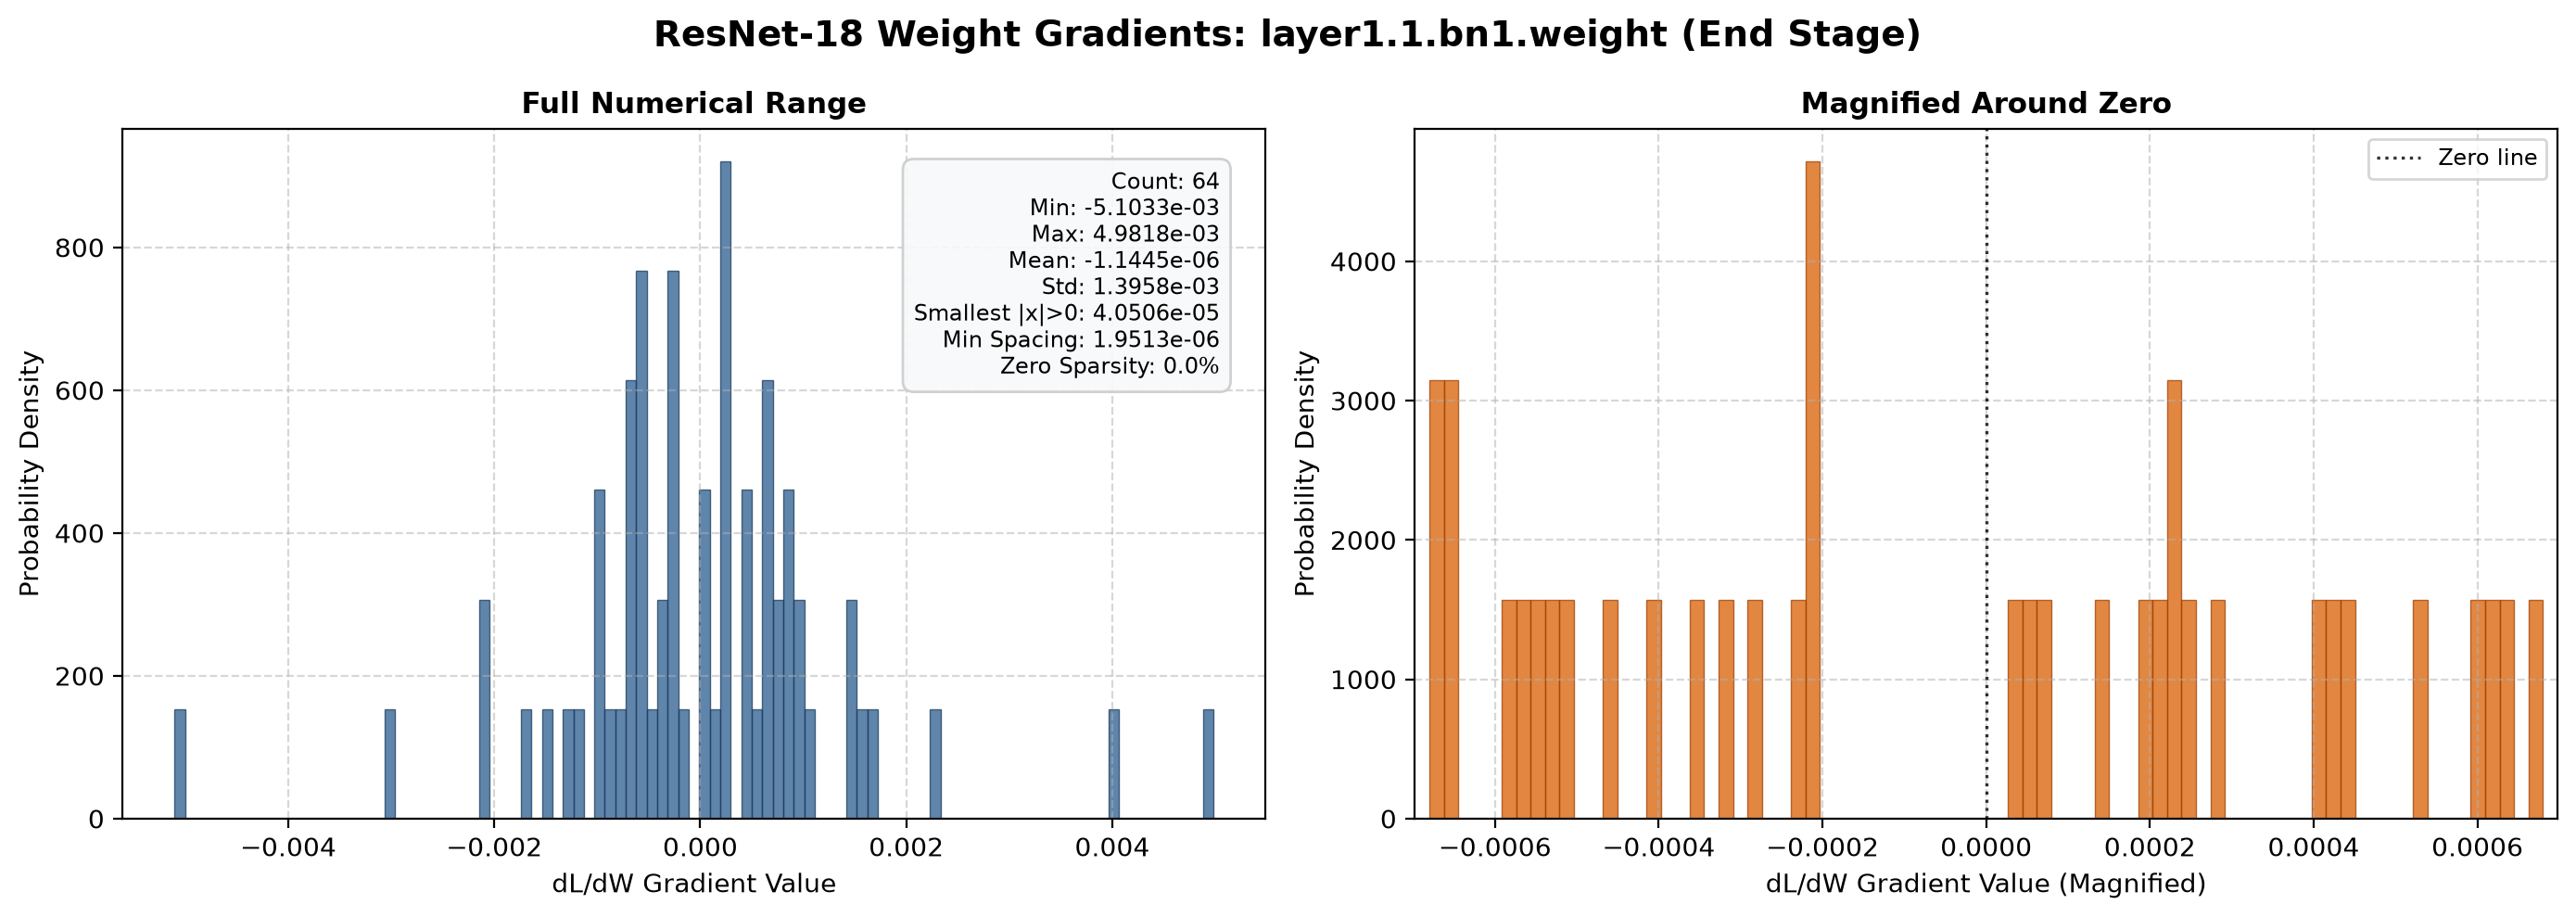 ResNet-18 Weight Gradients: layer1.1.bn1.weight (End Stage)
Full Numerical Range
Probability Density
800
600
400
200
0
Count: 64
Min: -5.1033e-03
Max: 4.9818e-03
Mean: -1.1445e-06
Std: 1.3958e-03
Smallest |x|>0: 4.0506e-05
Min Spacing: 1.9513e-06
Zero Sparsity: 0.0%
−0.004 −0.002 0.000 0.002 0.004
dL/dW Gradient Value
Magnified Around Zero
Probability Density
4000
3000
2000
1000
0
Zero line
−0.0006 −0.0004 −0.0002 0.0000 0.0002 0.0004 0.0006
dL/dW Gradient Value (Magnified)